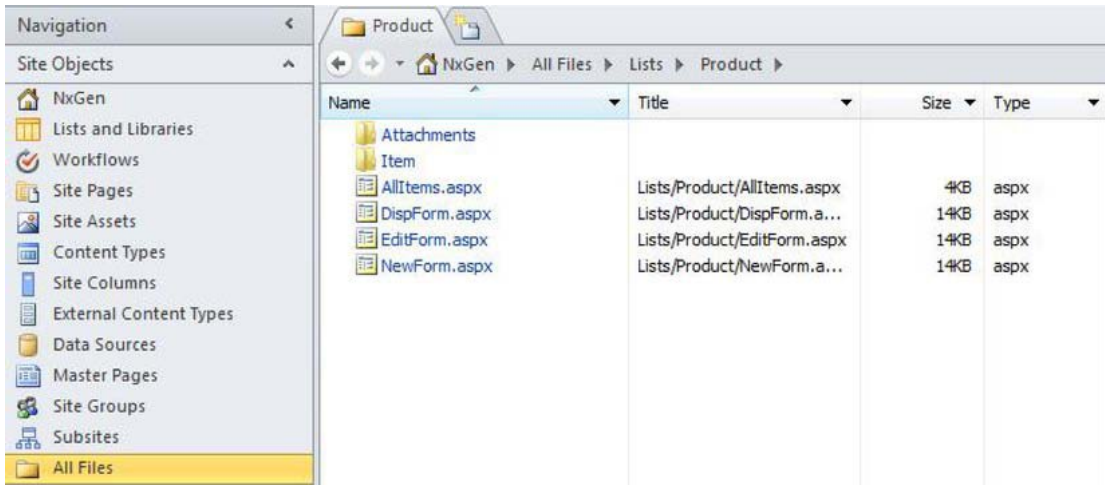 Navigation
Site Objects
NxGen
Lists and Libraries
Workflows
Site Pages
Site Assets
Content Types
Site Columns
External Content Types
Data Sources
Master Pages
Site Groups
Subsites
All Files
Product
NxGen All Files Lists Product
Name Title Size Type
Attachments
Item
AllItems.aspx Lists/Product/AllItems.aspx 4KB aspx
DispForm.aspx Lists/Product/DispForm.a... 14KB aspx
EditForm.aspx Lists/Product/EditForm.aspx 14KB aspx
NewForm.aspx Lists/Product/NewForm.a... 14KB aspx